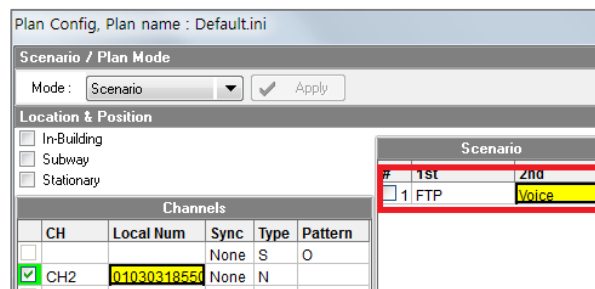 Plan Config, Plan name : Default.ini
Scenario / Plan Mode
Mode : Scenario Apply
Location & Position
In-Building
Subway
Stationary
Scenario
# 1st 2nd
1 FTP Voice
Channels
CH Local Num Sync Type Pattern
None S O
CH2 01030318550 None N